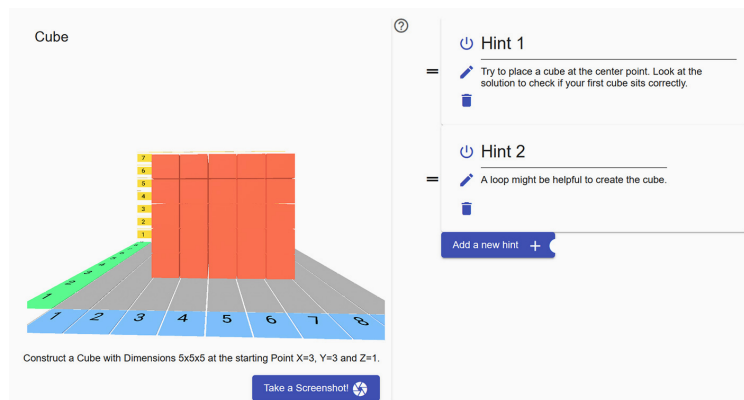 Cube
7
6
5
4
3
2
1
1
1 2 3 4 5 6 7 8
Construct a Cube with Dimensions 5x5x5 at the starting Point X=3, Y=3 and Z=1.
Take a Screenshot!
?
Hint 1
Try to place a cube at the center point. Look at the
solution to check if your first cube sits correctly.
Hint 2
A loop might be helpful to create the cube.
Add a new hint +